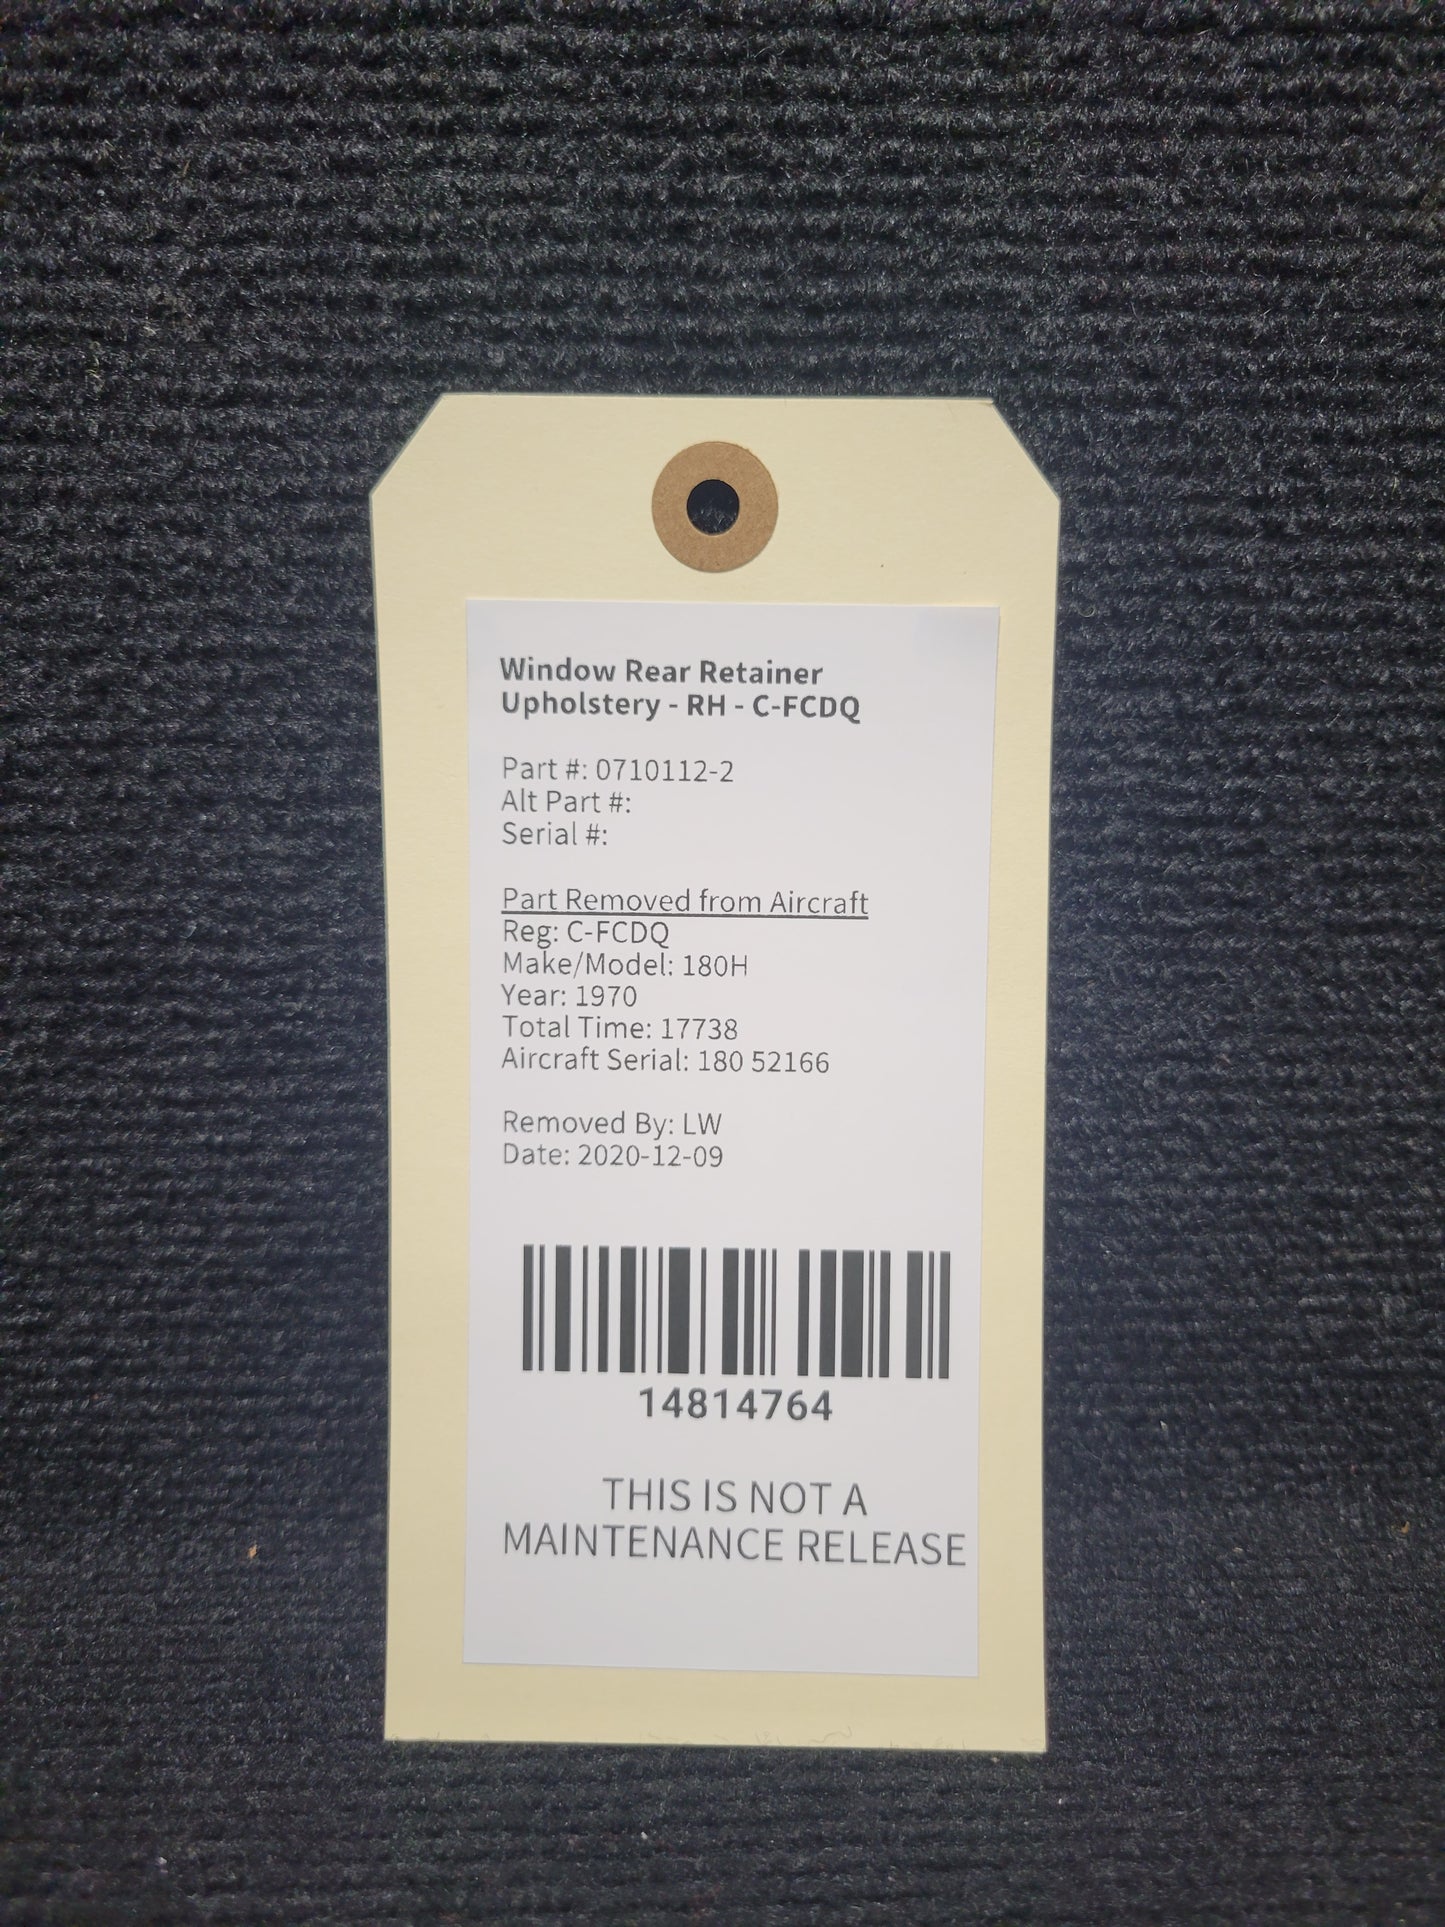 Window Rear Retainer
Upholstery - RH - C-FCDQ
Part #: 0710112-2
Alt Part #:
Serial #:
Part Removed from Aircraft
Reg: C-FCDQ
Make/Model: 180H
Year: 1970
Total Time: 17738
Aircraft Serial: 180 52166
Removed By: LW
Date: 2020-12-09
14814764
THIS IS NOT A
MAINTENANCE RELEASE